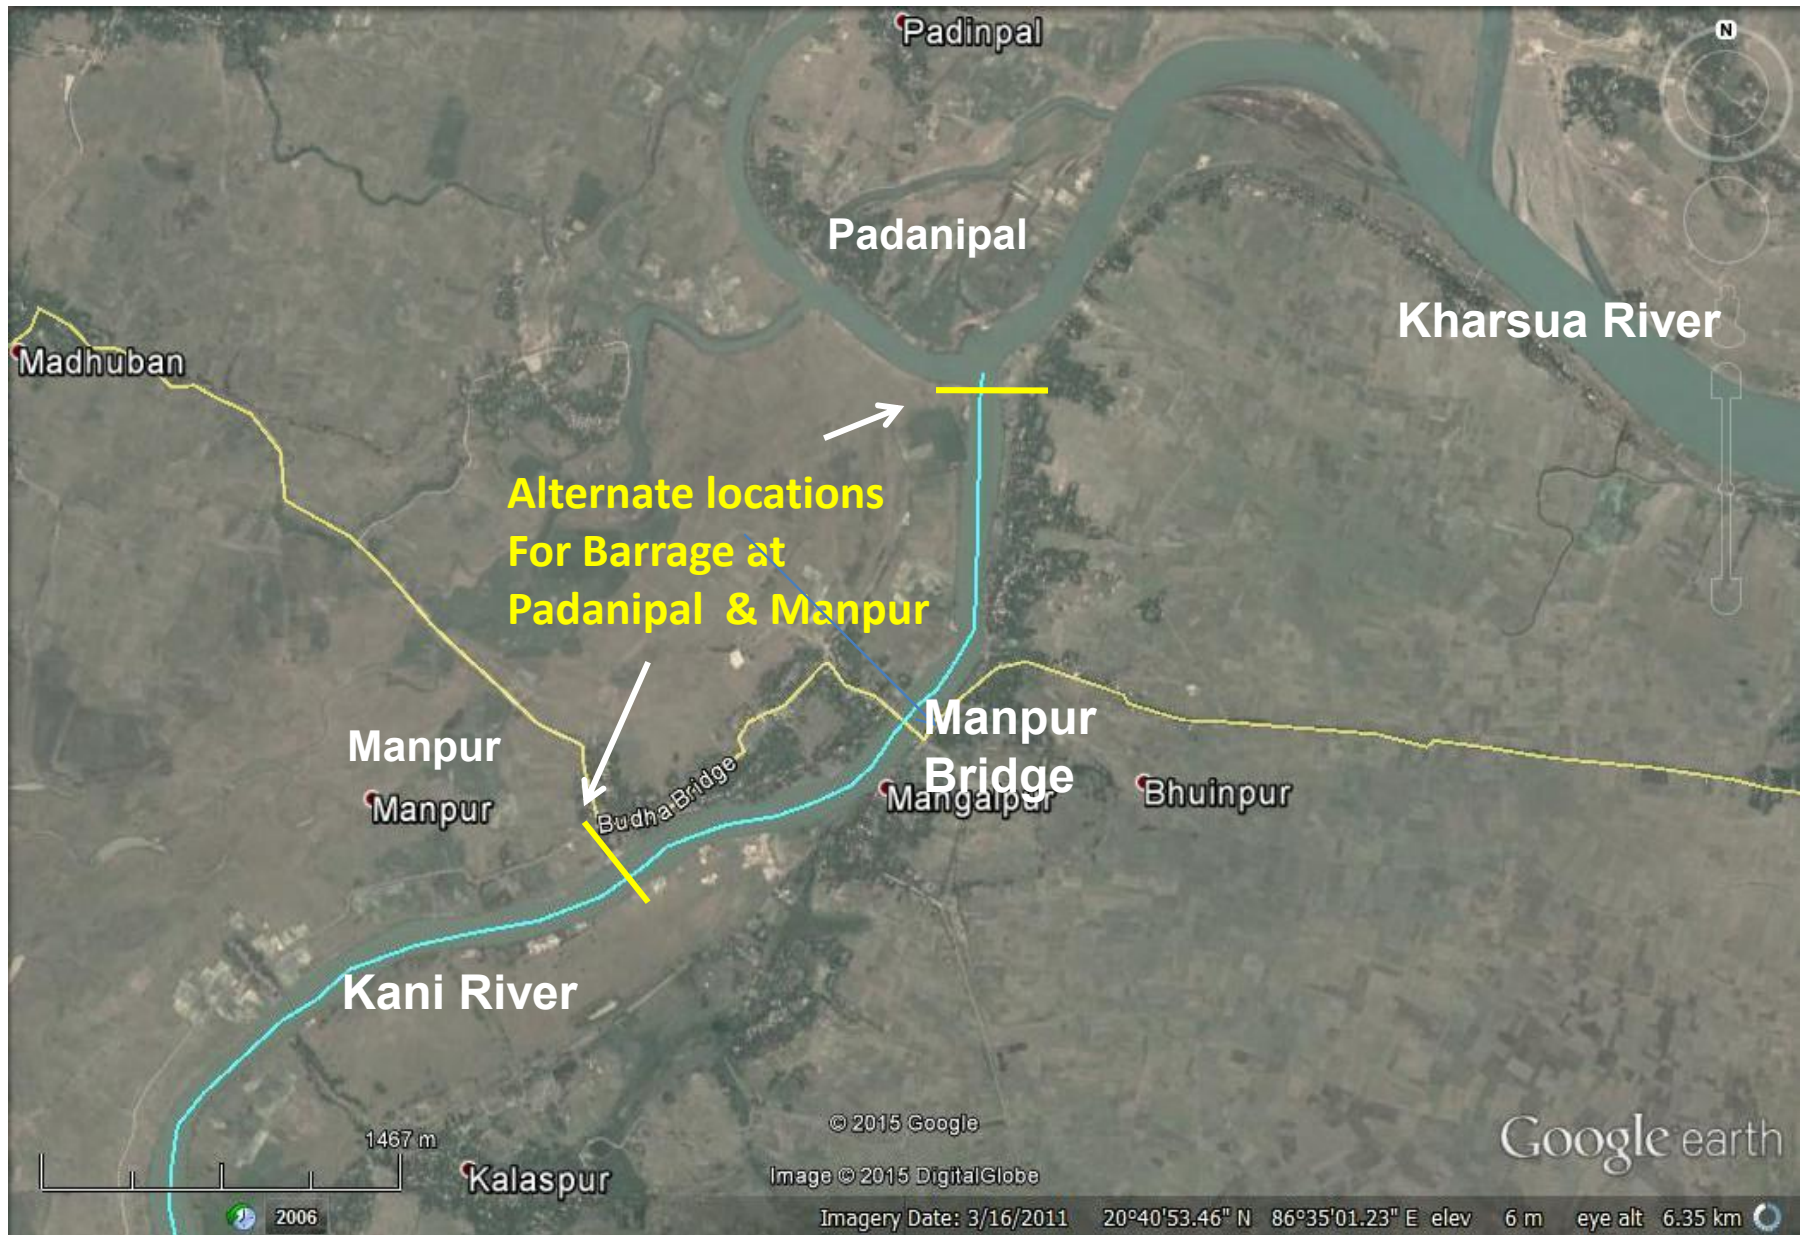 Padinpal
N
Padanipal
Kharsua River
Madhuban
Alternate locations
For Barrage at
Padanipal & Manpur
Manpur
Bridge
Manpur
Manpur
Budha Bridge
Mangalpur
Bhuinpur
Kani River
1467 m
Kalaspur
© 2015 Google
Image © 2015 DigitalGlobe
Google earth
2006
Imagery Date: 3/16/2011 20°40'53.46" N 86°35'01.23" E elev 6 m eye alt 6.35 km